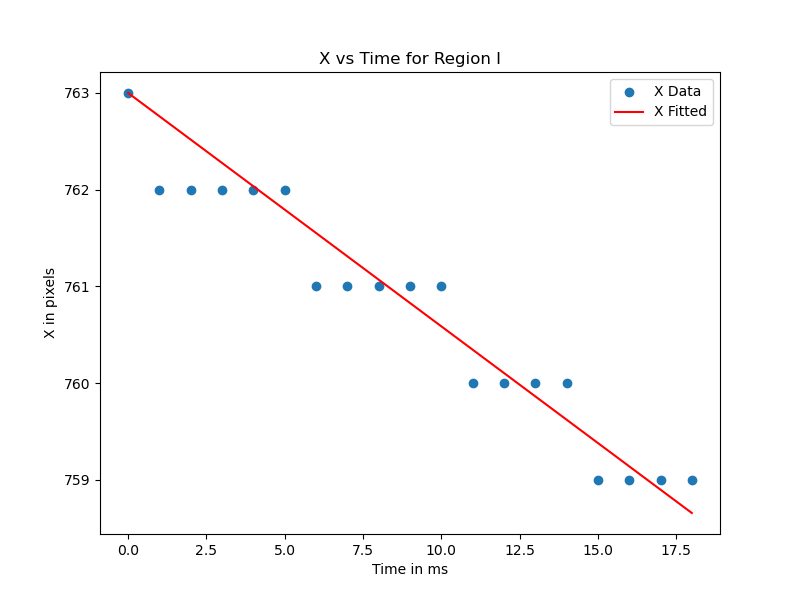 X vs Time for Region I
X Data
X Fitted
763
762
761
760
759
X in pixels
0.0 2.5 5.0 7.5 10.0 12.5 15.0 17.5
Time in ms